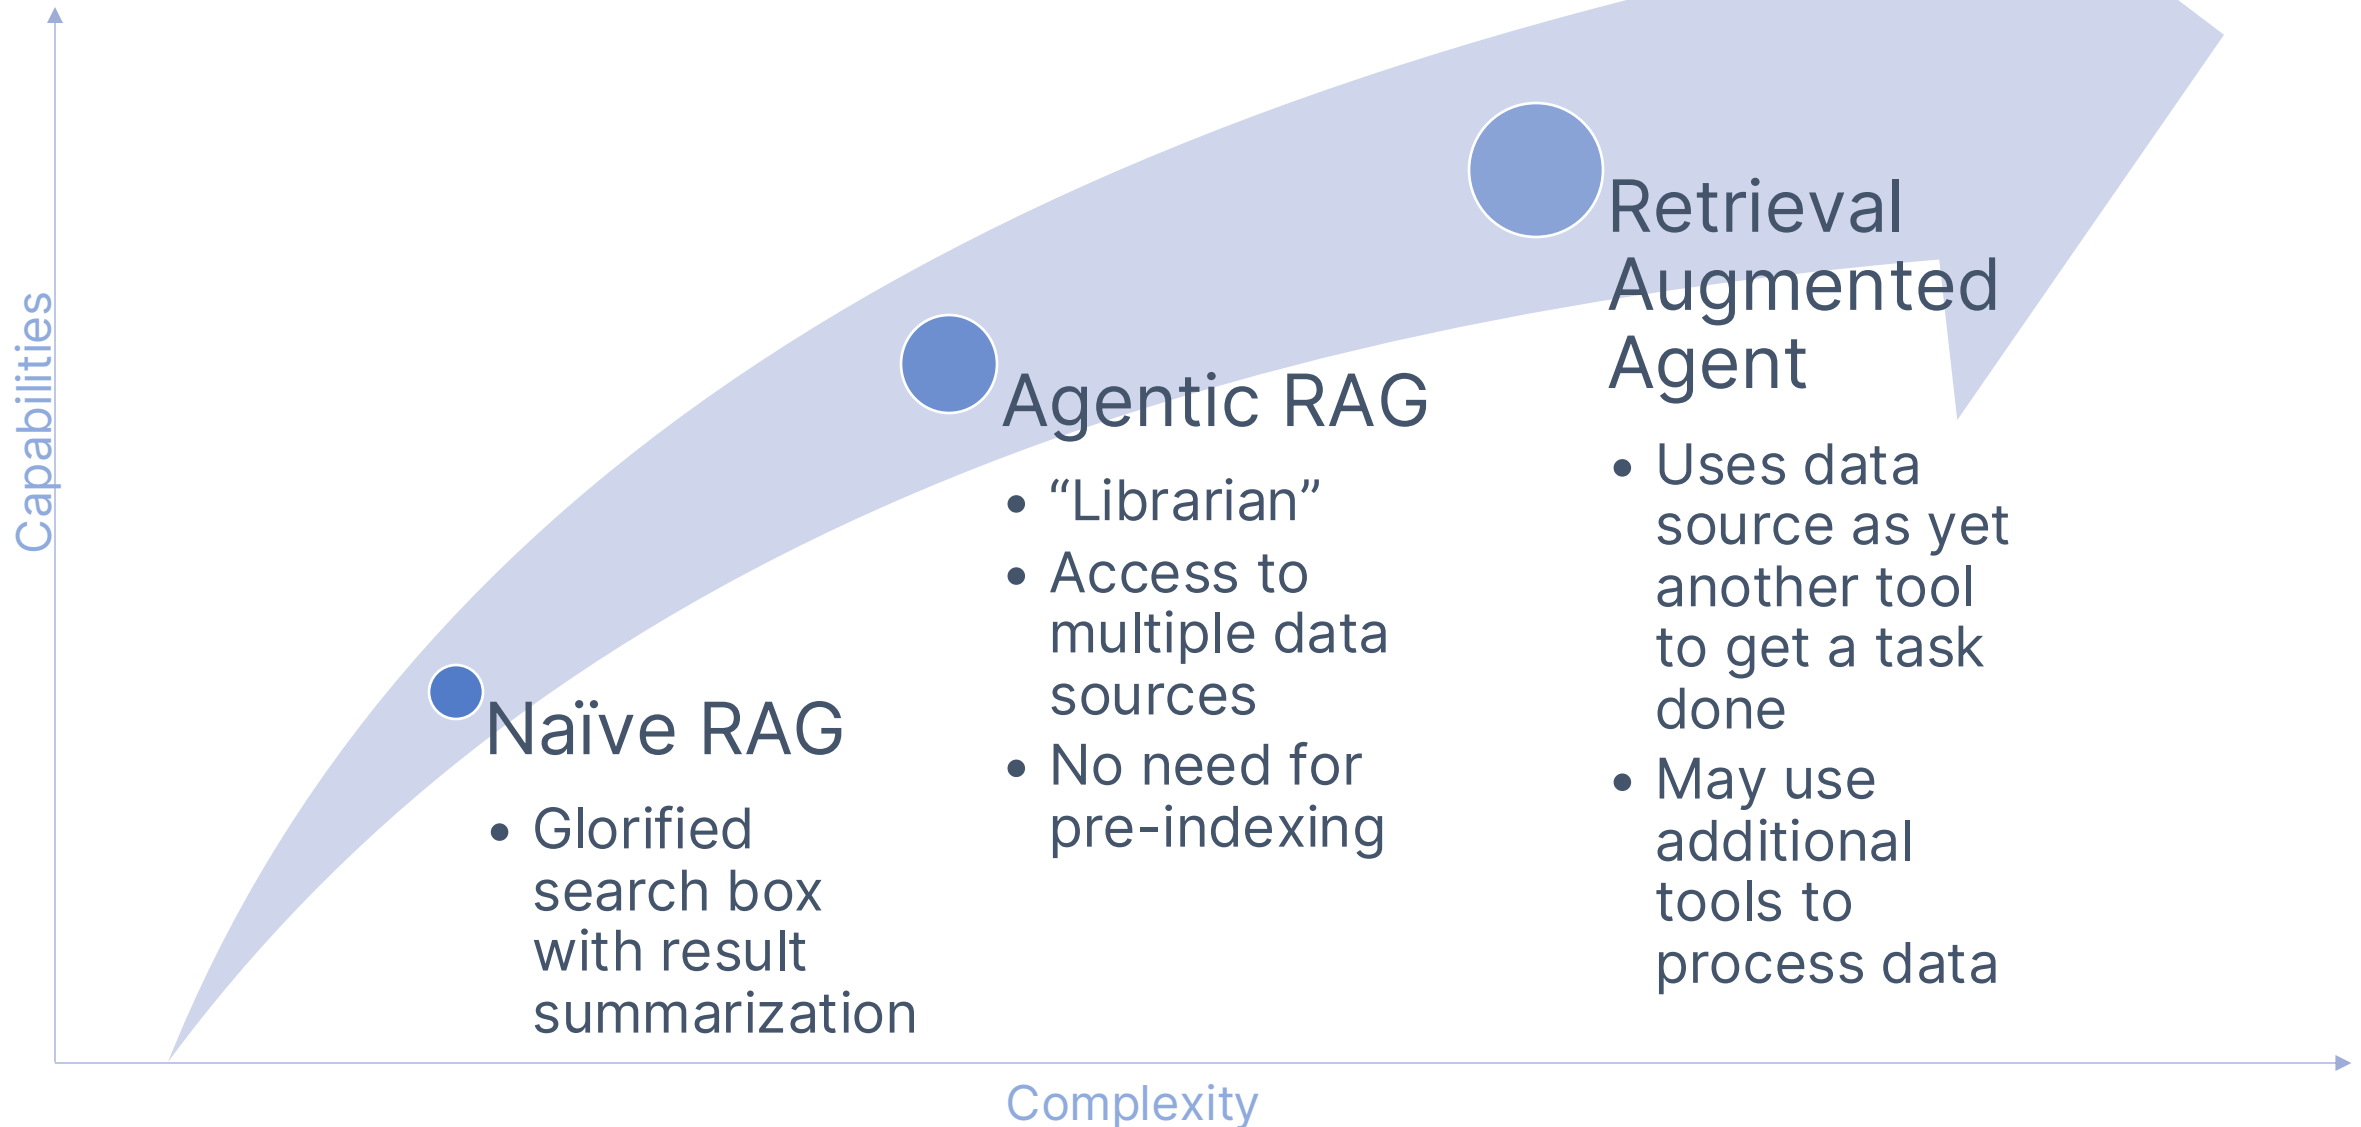 Capabilities
Naïve RAG
• Glorified
search box
with result
summarization
Agentic RAG
• “Librarian”
• Access to
multiple data
sources
• No need for
pre-indexing
Retrieval
Augmented
Agent
• Uses data
source as yet
another tool
to get a task
done
• May use
additional
tools to
process data
Complexity